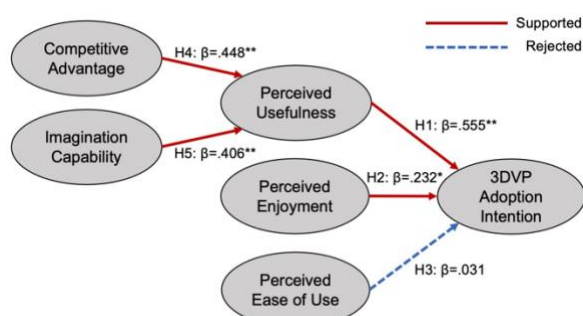 Supported
Rejected
Competitive
Advantage
H4: β=.448**
Perceived
Usefulness
Imagination
Capability
H5: β=.406**
H1: β=.555**
Perceived
Enjoyment
H2: β=.232*
3DVP
Adoption
Intention
H3: β=.031
Perceived
Ease of Use